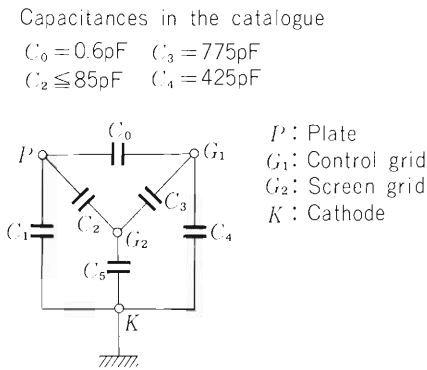 Capacitances in the catalogue
C₀ = 0.6pF C₃ = 775pF
C₂ ≦ 85pF C₄ = 425pF
C₀
P
G₁
P : Plate
G₁ : Control grid
G₂ : Screen grid
K : Cathode
C₁
C₂
C₃
C₄
G₂
C₅
K